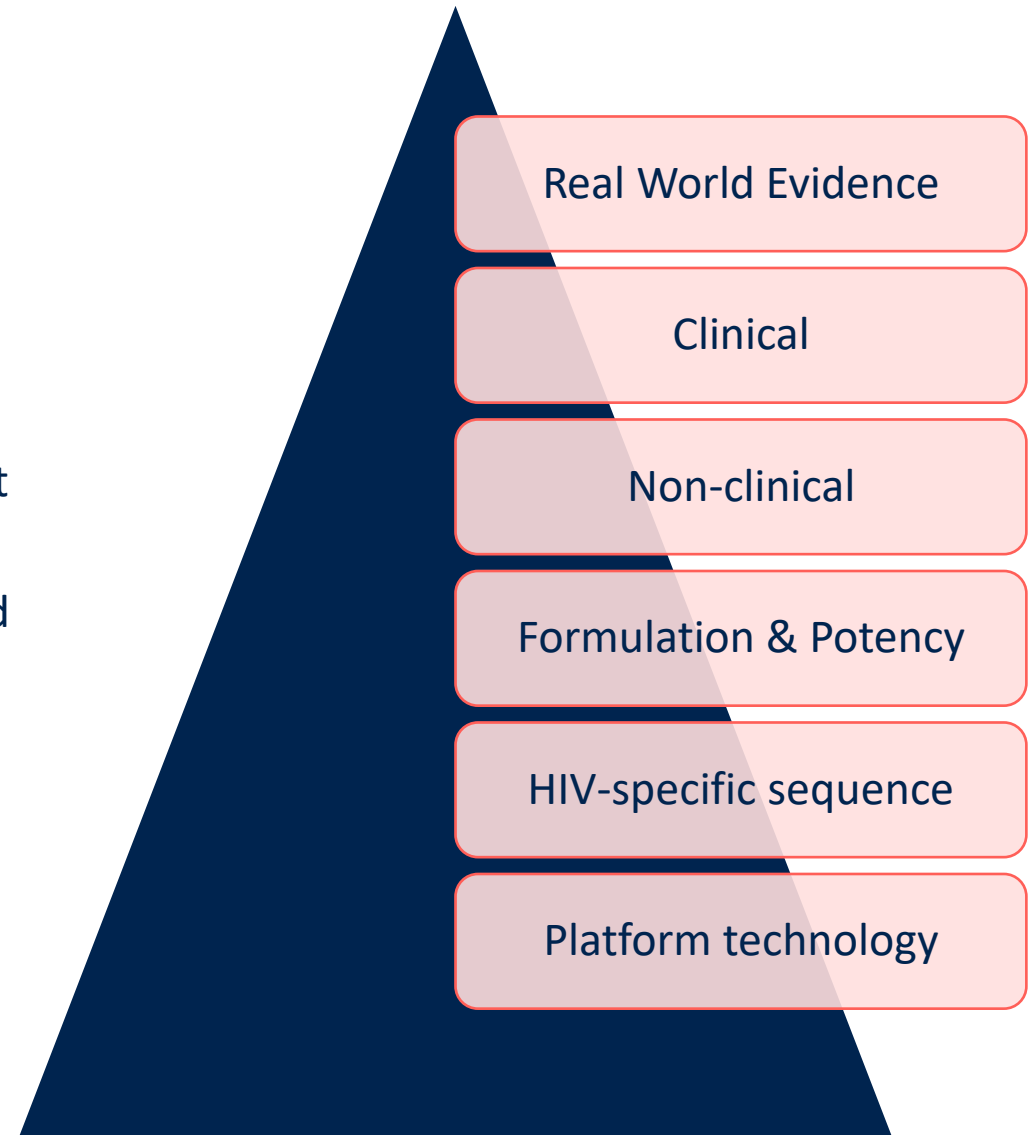 Real World Evidence
Clinical
Non-clinical
t
Formulation & Potency
d
HIV-specific sequence
Platform technology